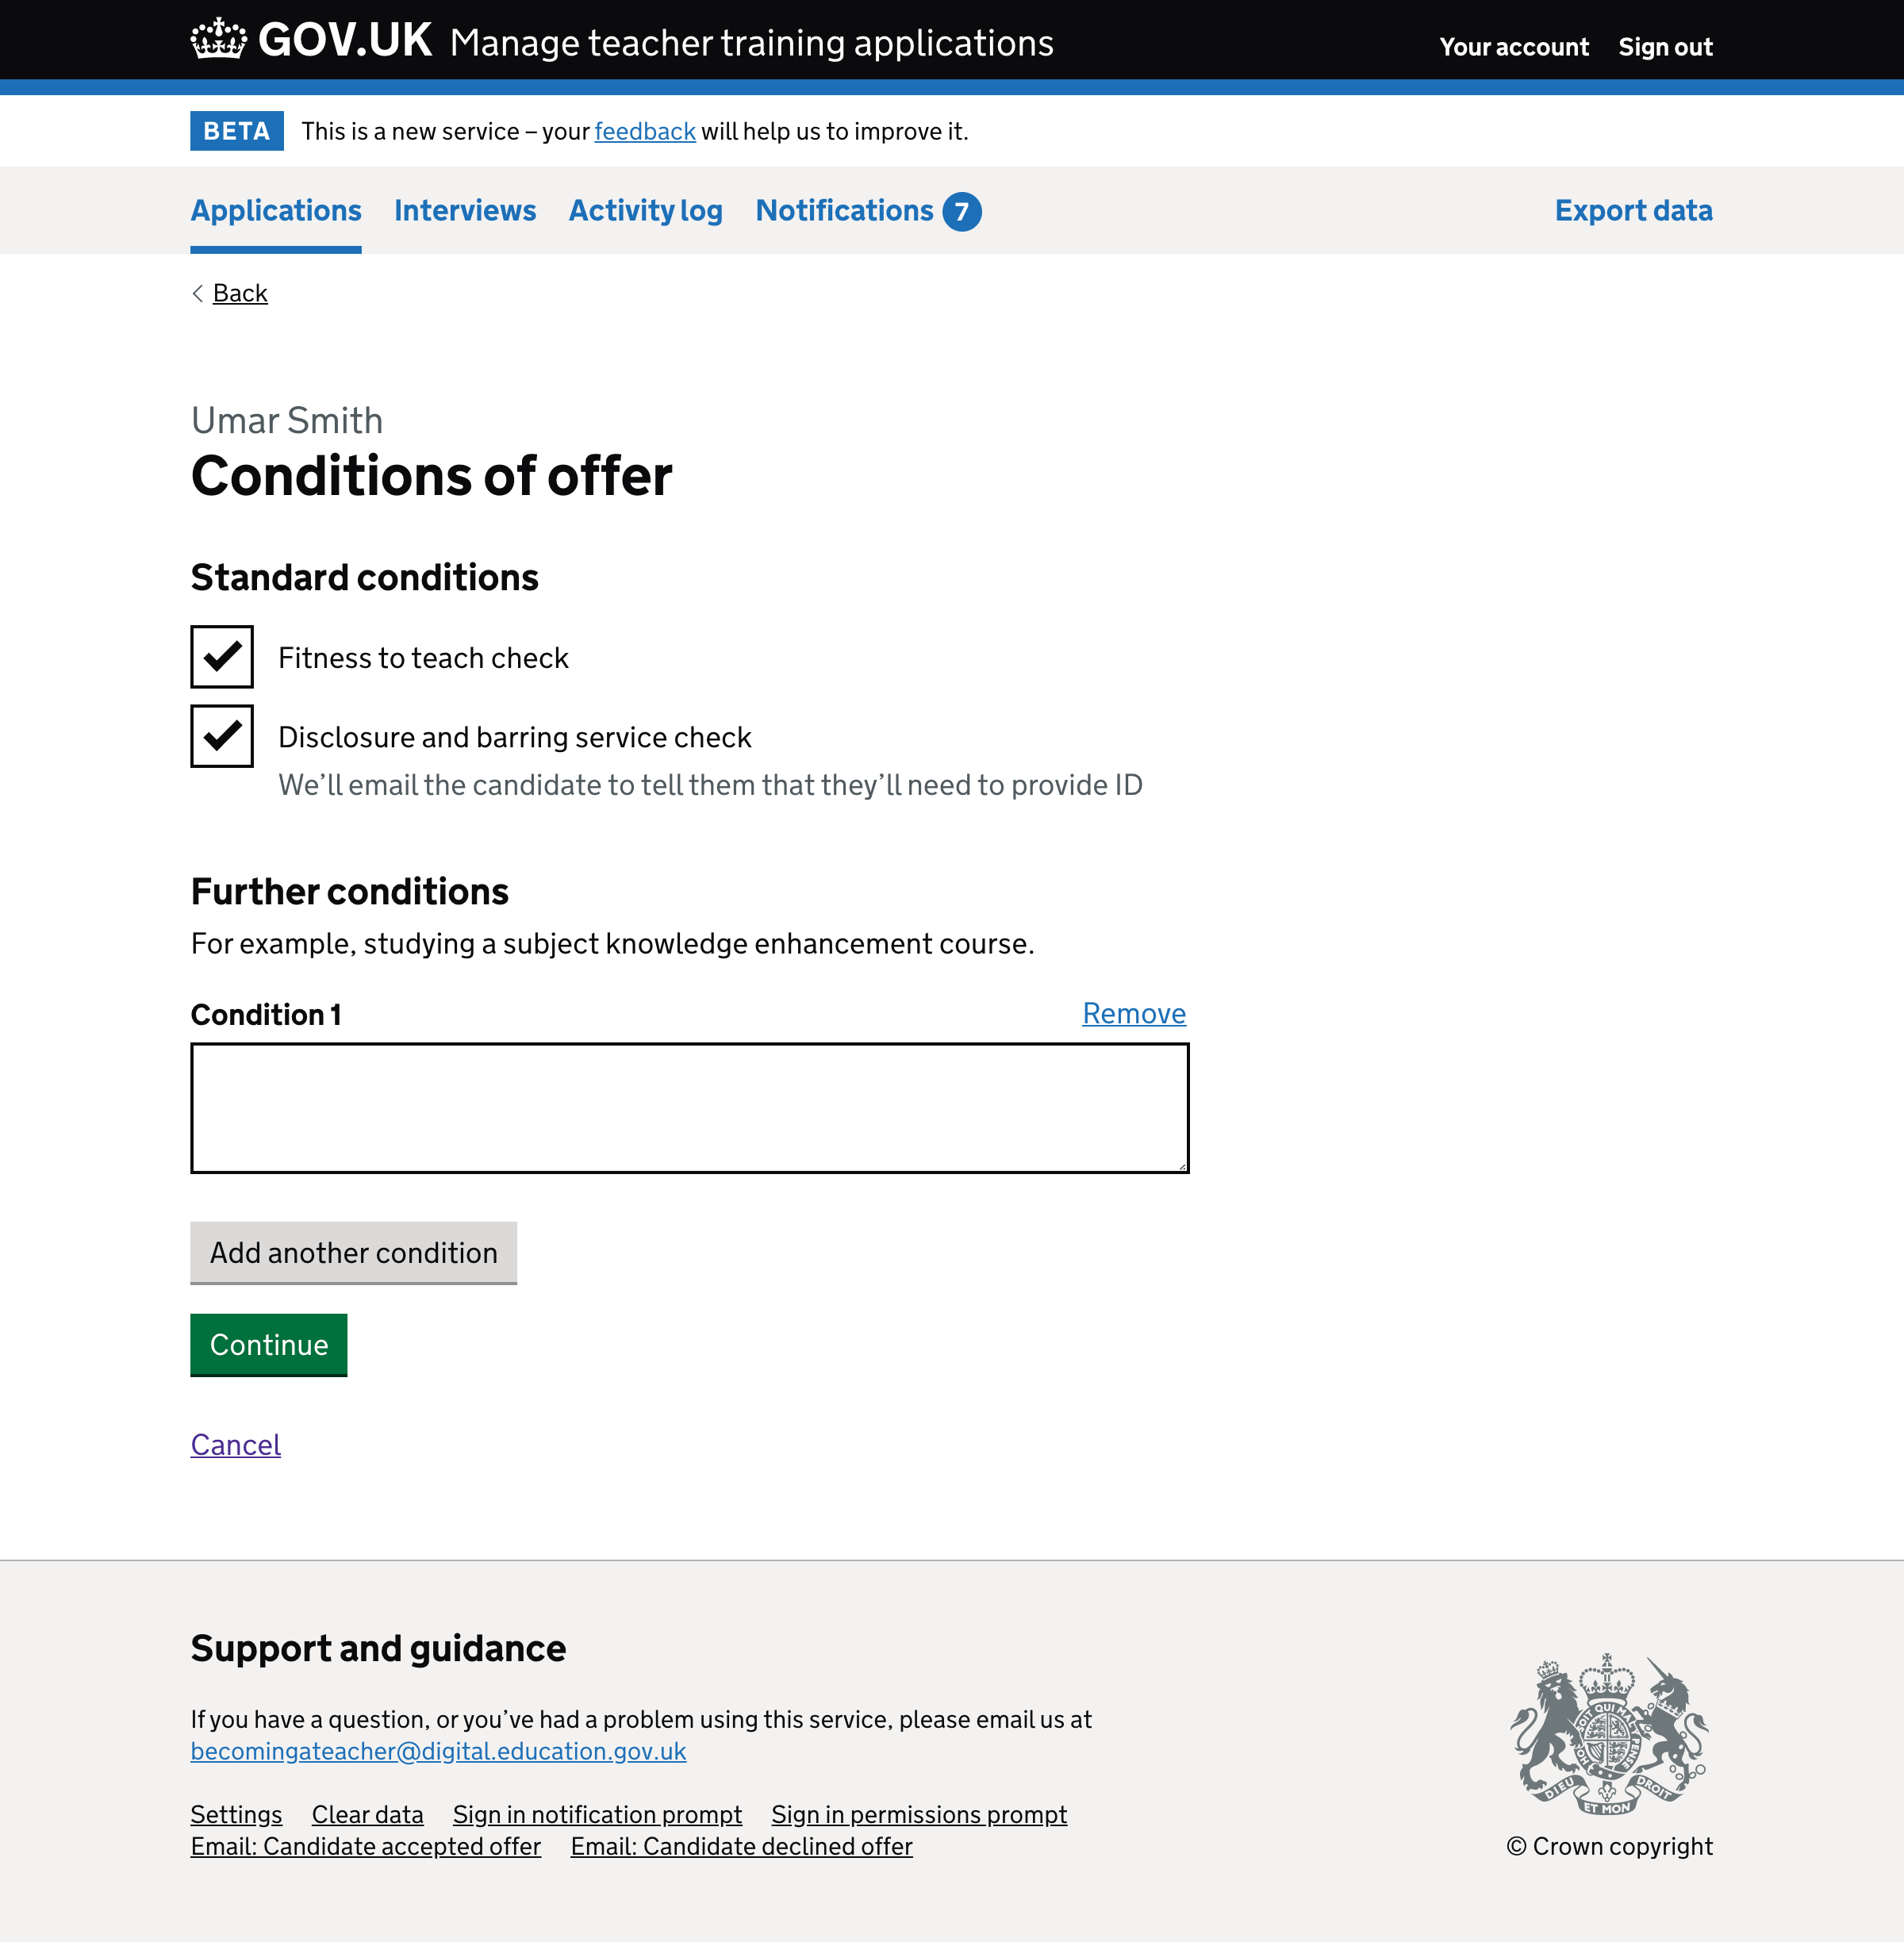 GOV.UK Manage teacher training applications
Your account Sign out
BETA This is a new service – your feedback will help us to improve it.
Applications Interviews Activity log Notifications 7 Export data
Back
Umar Smith
Conditions of offer
Standard conditions
Fitness to teach check
Disclosure and barring service check
We’ll email the candidate to tell them that they’ll need to provide ID
Further conditions
For example, studying a subject knowledge enhancement course.
Condition 1 Remove
Add another condition
Continue
Cancel
Support and guidance
If you have a question, or you’ve had a problem using this service, please email us at
becomingateacher@digital.education.gov.uk
Settings Clear data Sign in notification prompt Sign in permissions prompt
Email: Candidate accepted offer Email: Candidate declined offer
DIEU ET MON DROIT
© Crown copyright